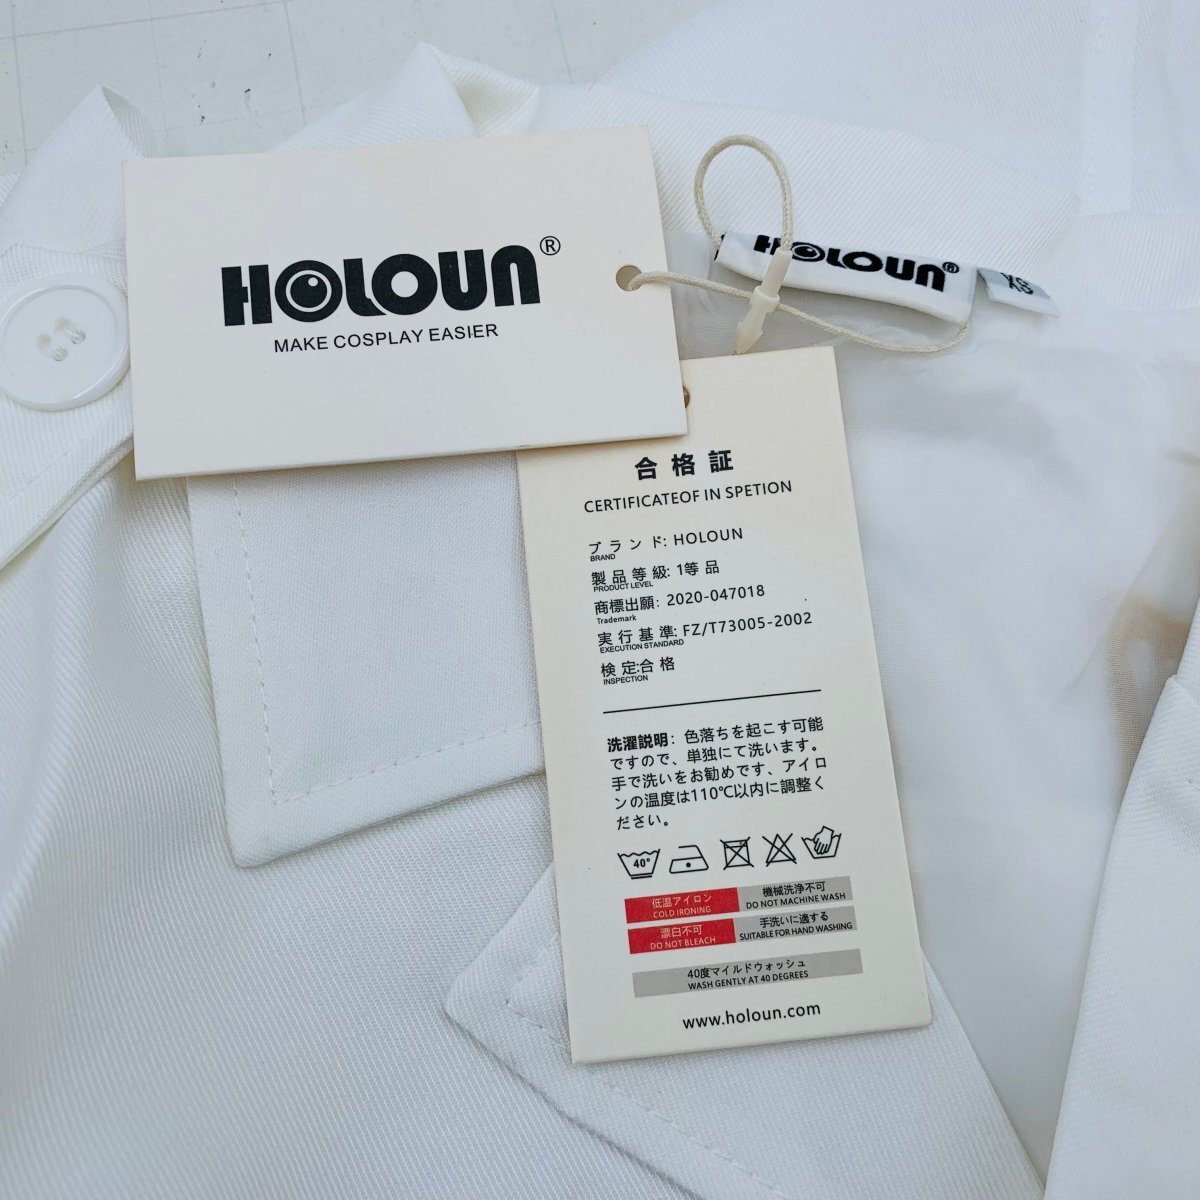 HOLOUN®
MAKE COSPLAY EASIER
HOLOUN®
合格証
CERTIFICATEOF IN SPETION
ブランド: HOLOUN
BRAND
製品等級: 1等品
PRODUCT LEVEL
商標出願: 2020-047018
Trademark
実行基準: FZ/T73005-2002
EXECUTION STANDARD
検定:合格
INSPECTION
洗濯説明: 色落ちを起こす可能
ですので、単独にて洗います。
手で洗いをお勧めです、アイロ
ンの温度は110℃以内に調整く
ださい。
40°
低温アイロン
COLD IRONING
機械洗浄不可
DO NOT MACHINE WASH
漂白不可
DO NOT BLEACH
手洗いに適する
SUITABLE FOR HAND WASHING
40度マイルドウォッシュ
WASH GENTLY AT 40 DEGREES
www.holoun.com